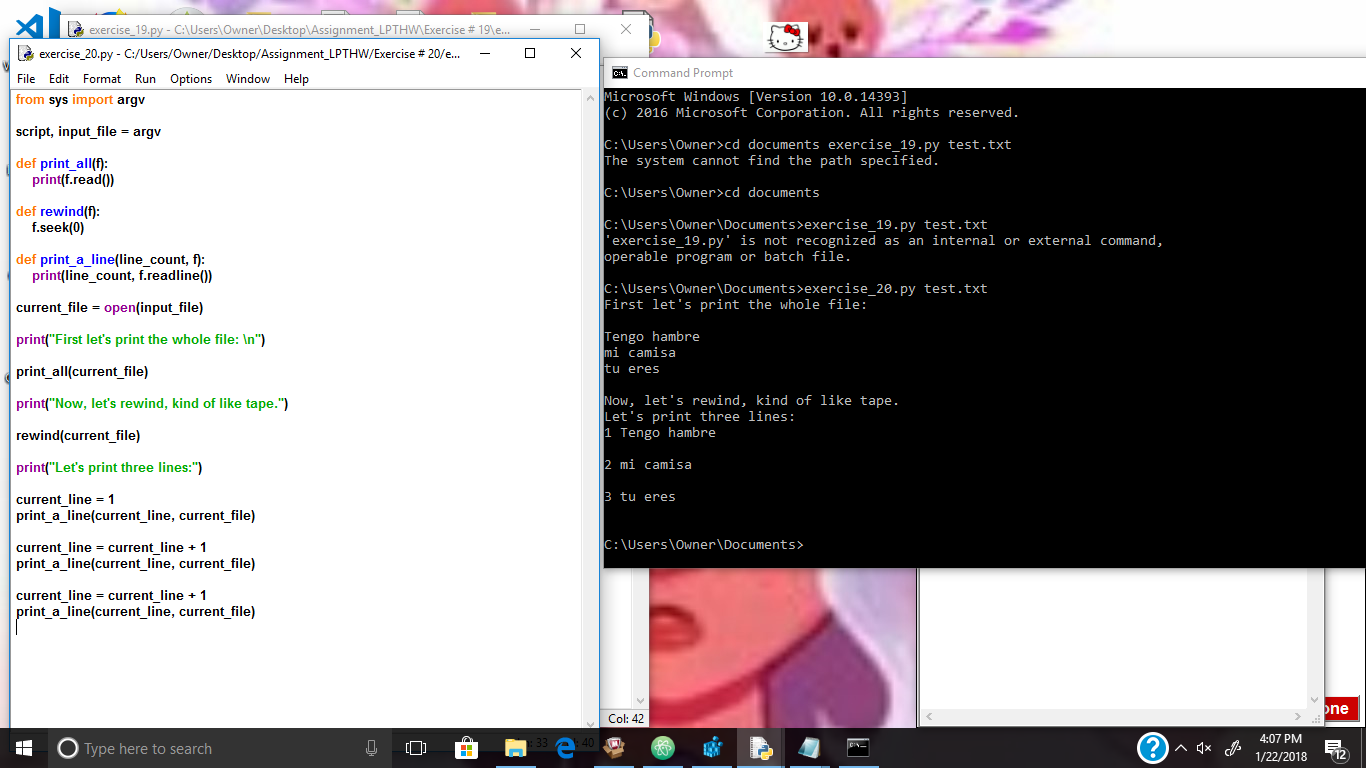 exercise_19.py - C:\Users\Owner\Desktop\Assignment_LPTHW\Exercise # 19\e...
exercise_20.py - C:/Users/Owner/Desktop/Assignment_LPTHW/Exercise # 20/e...
File Edit Format Run Options Window Help
from sys import argv
script, input_file = argv
def print_all(f):
    print(f.read())
def rewind(f):
    f.seek(0)
def print_a_line(line_count, f):
    print(line_count, f.readline())
current_file = open(input_file)
print("First let's print the whole file: \n")
print_all(current_file)
print("Now, let's rewind, kind of like tape.")
rewind(current_file)
print("Let's print three lines:")
current_line = 1
print_a_line(current_line, current_file)
current_line = current_line + 1
print_a_line(current_line, current_file)
current_line = current_line + 1
print_a_line(current_line, current_file)
Col: 42
Command Prompt
Microsoft Windows [Version 10.0.14393]
(c) 2016 Microsoft Corporation. All rights reserved.
C:\Users\Owner>cd documents exercise_19.py test.txt
The system cannot find the path specified.
C:\Users\Owner>cd documents
C:\Users\Owner\Documents>exercise_19.py test.txt
'exercise_19.py' is not recognized as an internal or external command,
operable program or batch file.
C:\Users\Owner\Documents>exercise_20.py test.txt
First let's print the whole file:
Tengo hambre
mi camisa
tu eres
Now, let's rewind, kind of like tape.
Let's print three lines:
1 Tengo hambre
2 mi camisa
3 tu eres
C:\Users\Owner\Documents>
one
Type here to search
4:07 PM
1/22/2018
12